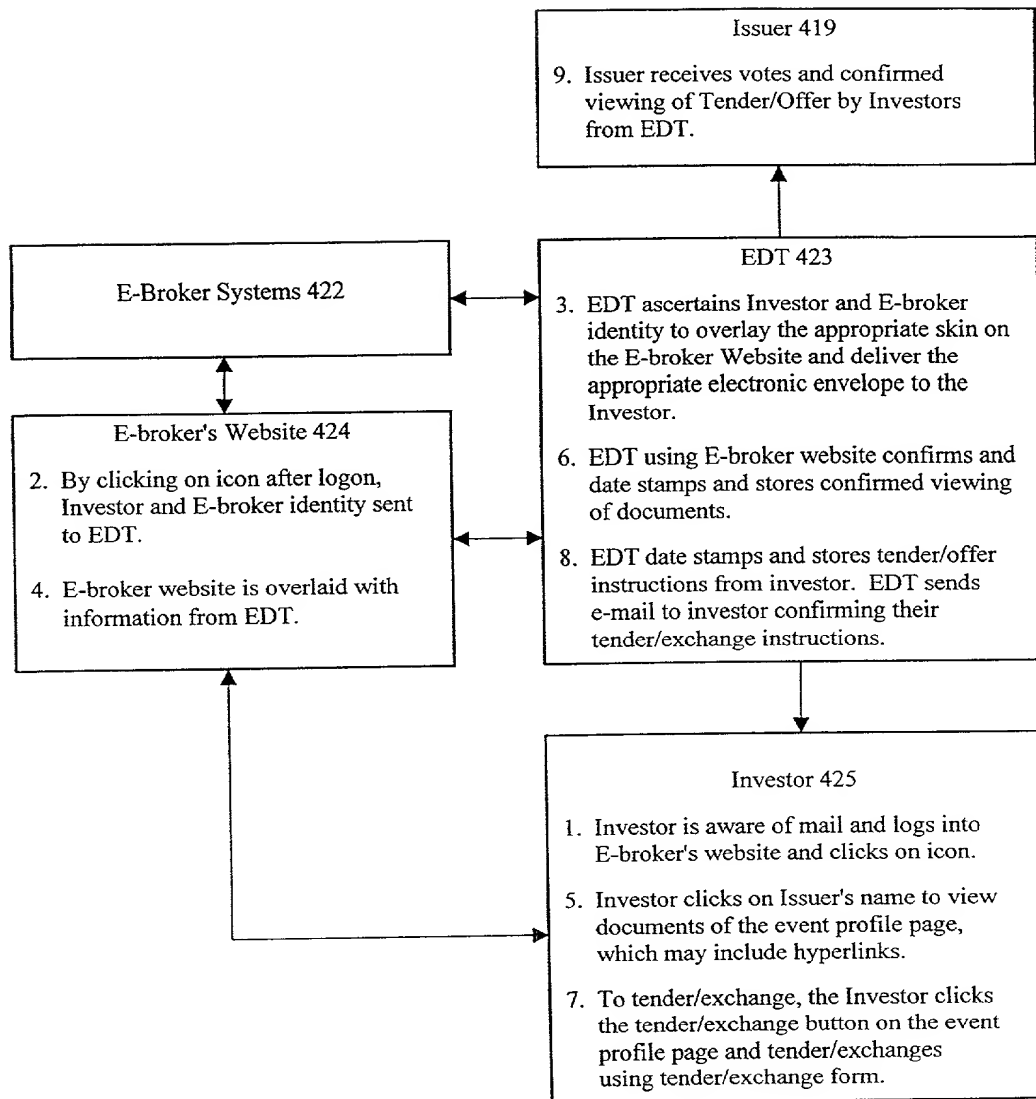 Issuer 419
9. Issuer receives votes and confirmed
viewing of Tender/Offer by Investors
from EDT.
E-Broker Systems 422
EDT 423
3. EDT ascertains Investor and E-broker
identity to overlay the appropriate skin on
the E-broker Website and deliver the
appropriate electronic envelope to the
Investor.
6. EDT using E-broker website confirms and
date stamps and stores confirmed viewing
of documents.
8. EDT date stamps and stores tender/offer
instructions from investor. EDT sends
e-mail to investor confirming their
tender/exchange instructions.
E-broker's Website 424
2. By clicking on icon after logon,
Investor and E-broker identity sent
to EDT.
4. E-broker website is overlaid with
information from EDT.
Investor 425
1. Investor is aware of mail and logs into
E-broker's website and clicks on icon.
5. Investor clicks on Issuer's name to view
documents of the event profile page,
which may include hyperlinks.
7. To tender/exchange, the Investor clicks
the tender/exchange button on the event
profile page and tender/exchanges
using tender/exchange form.